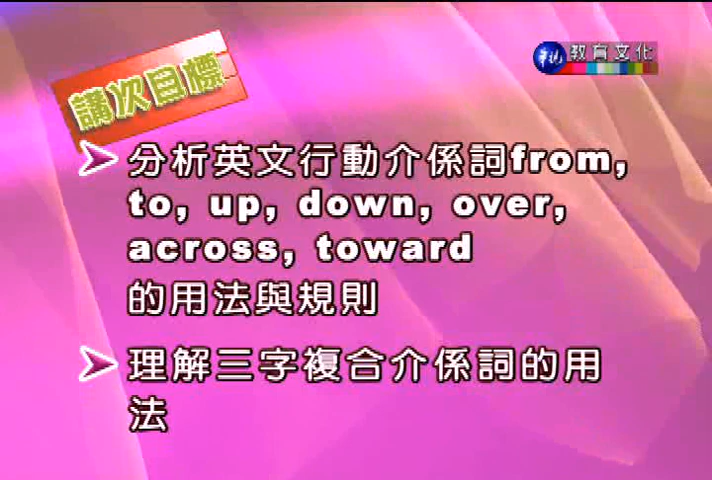 講次目標
華視 教育文化
分析英文行動介係詞from,
to, up, down, over,
across, toward
的用法與規則
理解三字複合介係詞的用
法